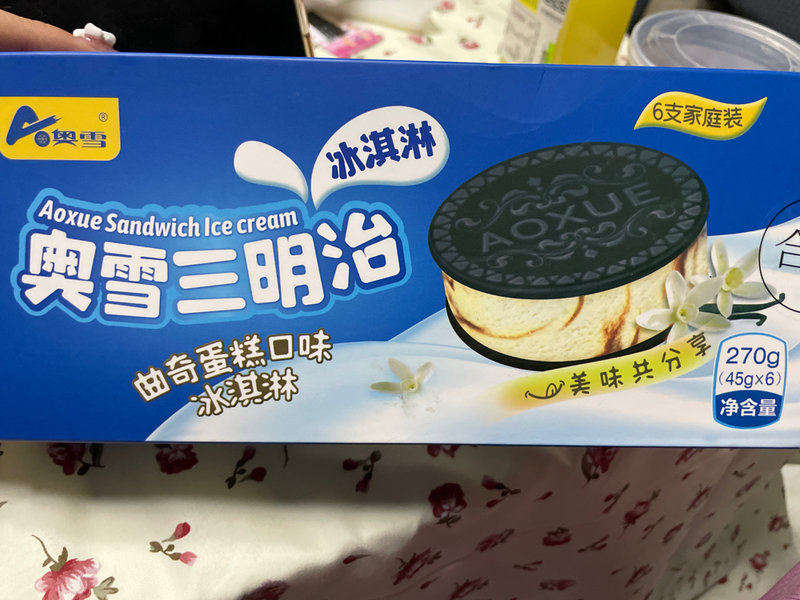 奥雪®
6支家庭装
冰淇淋
Aoxue Sandwich Ice cream
奥雪三明治
AOXUE
曲奇蛋糕口味
冰淇淋
美味共分享
270g
(45g×6)
净含量